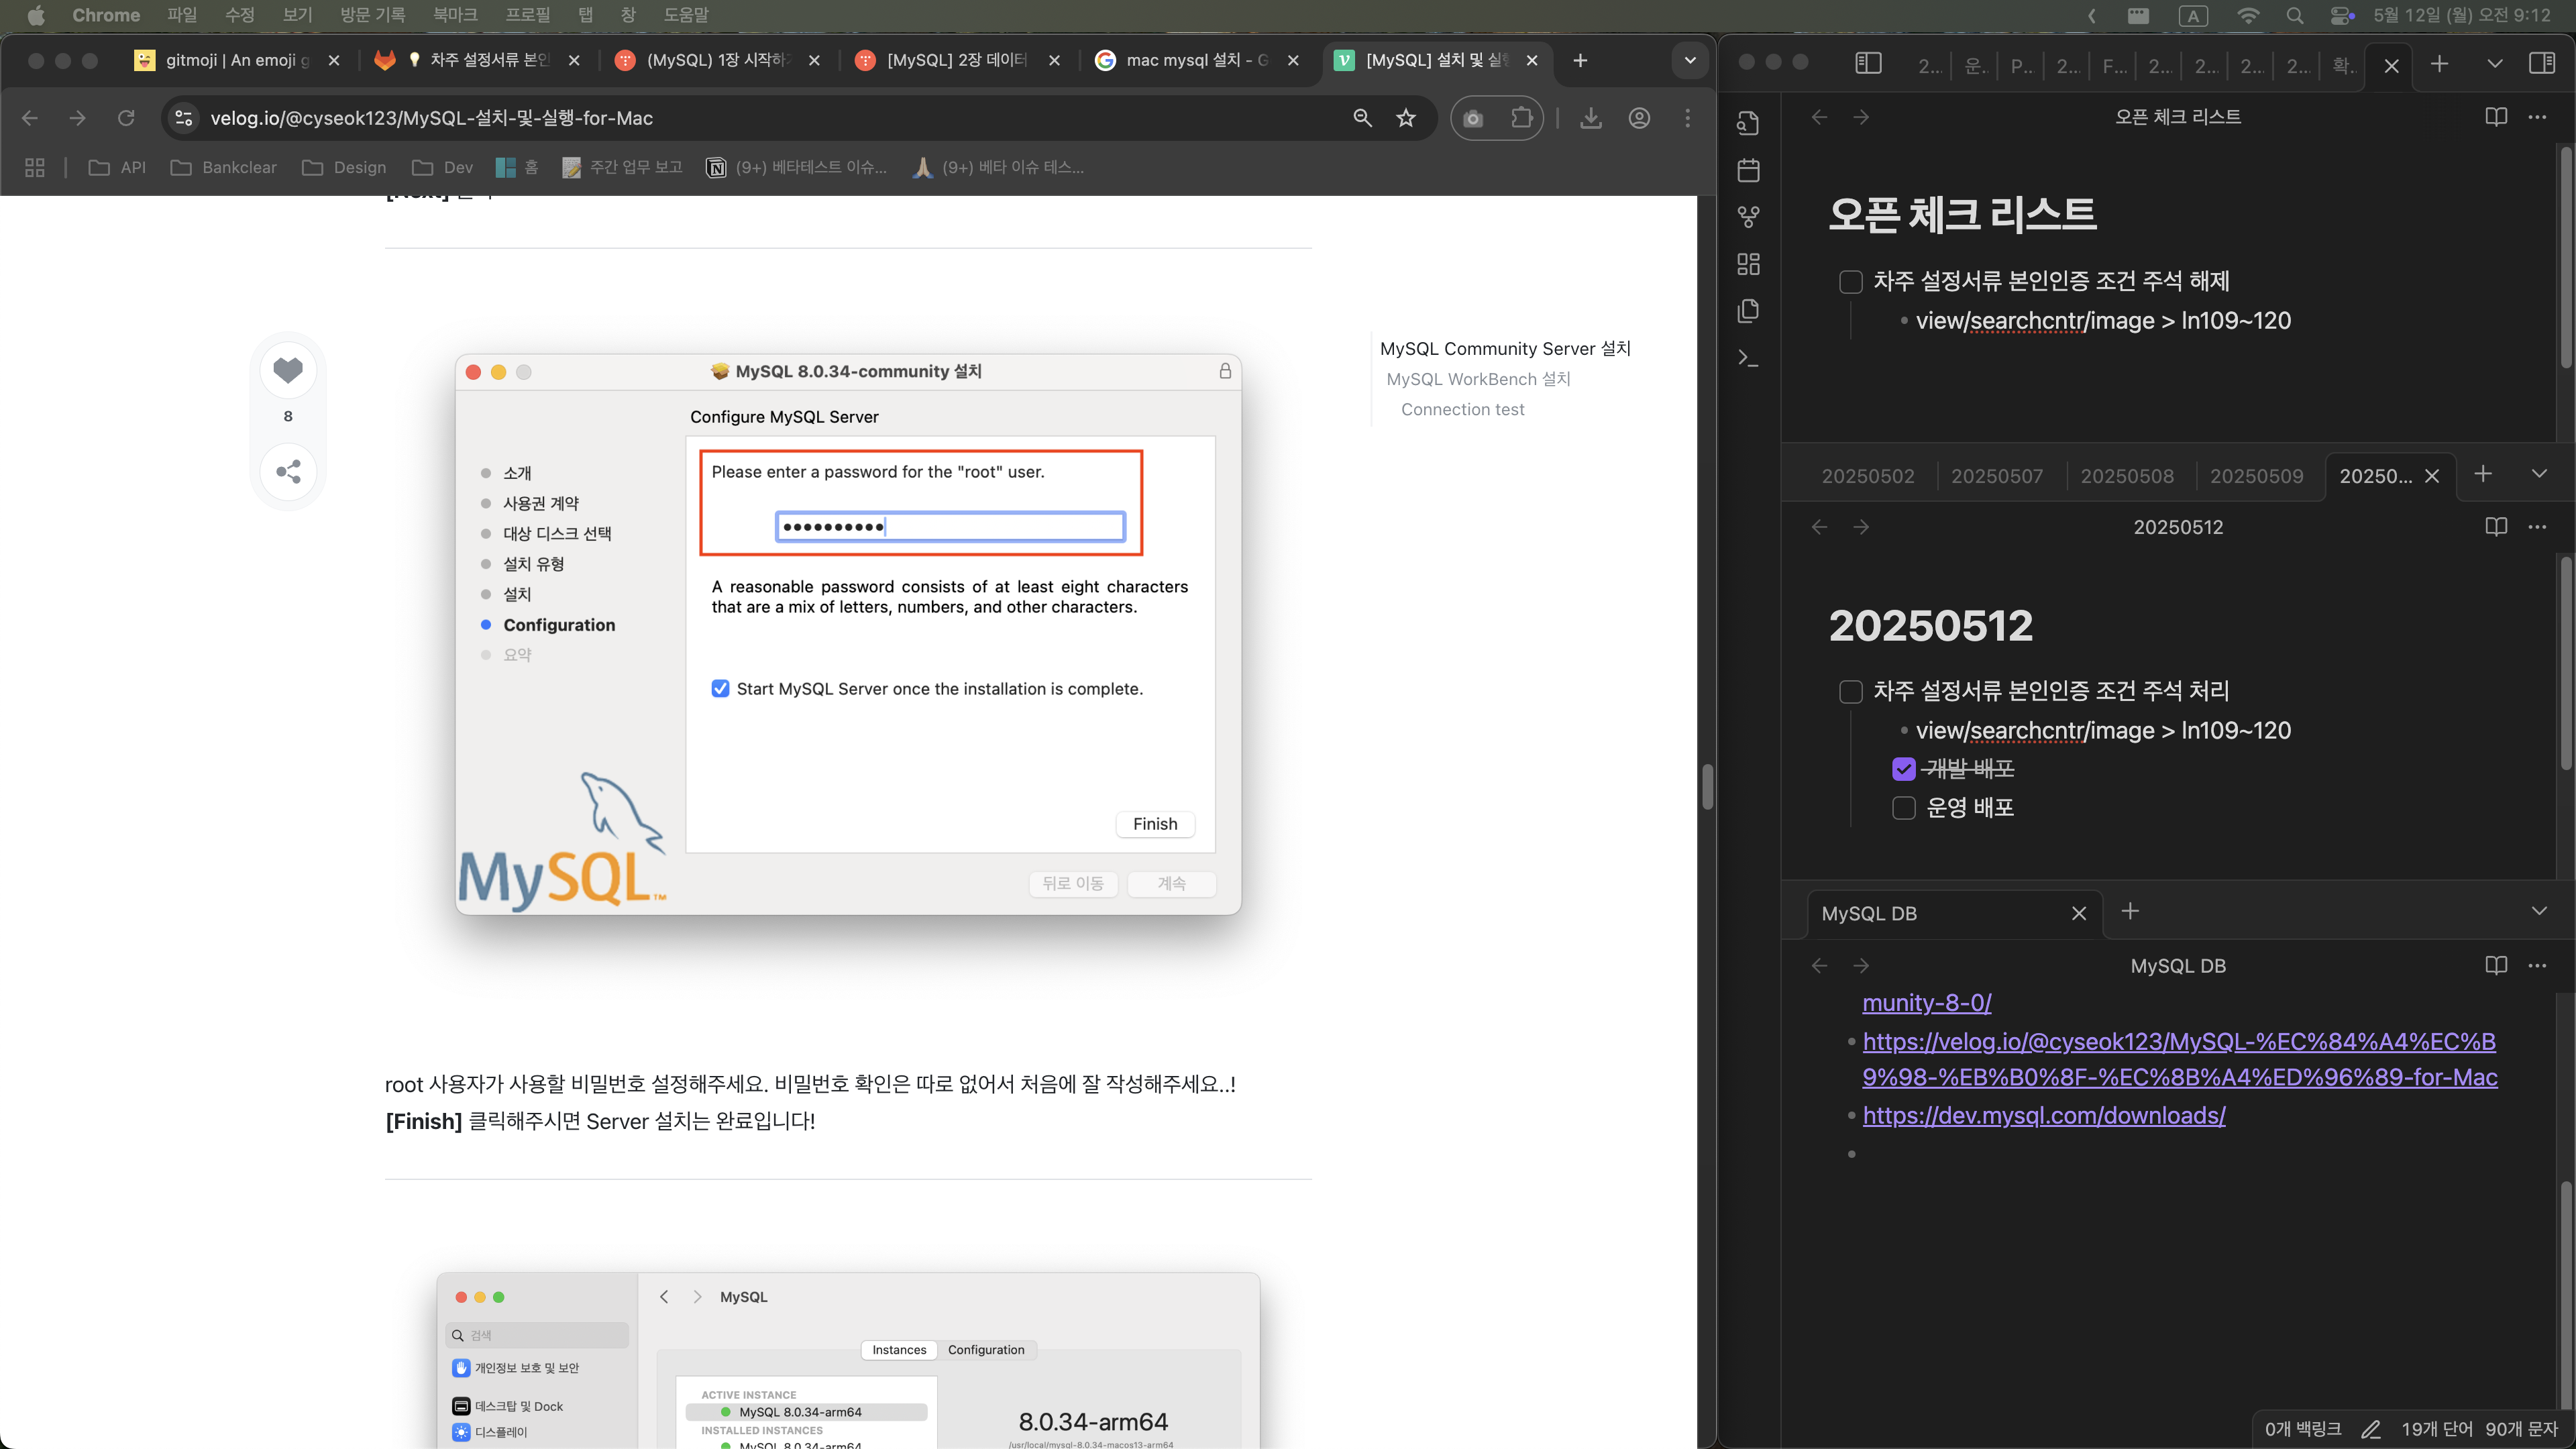 Chrome 파일 수정 보기 방문 기록 북마크 프로필 탭 창 도움말 A 5월 12일 (월) 오전 9:12
gitmoji | An emoji g
차주 설정서류 본인
(MySQL) 1장 시작하
[MySQL] 2장 데이터
mac mysql 설치 - G
[MySQL] 설치 및 실
velog.io/@cyseok123/MySQL-설치-및-실행-for-Mac
API Bankclear Design Dev 홈 주간 업무 보고 (9+) 베타테스트 이슈... (9+) 베타 이슈 테스...
8
MySQL Community Server 설치
MySQL WorkBench 설치
Connection test
MySQL 8.0.34-community 설치
Configure MySQL Server
소개
사용권 계약
대상 디스크 선택
설치 유형
설치
Configuration
요약
Please enter a password for the "root" user.
••••••••••
A reasonable password consists of at least eight characters
that are a mix of letters, numbers, and other characters.
Start MySQL Server once the installation is complete.
Finish
뒤로 이동 계속
MySQL™
root 사용자가 사용할 비밀번호 설정해주세요. 비밀번호 확인은 따로 없어서 처음에 잘 작성해주세요..!
[Finish] 클릭해주시면 Server 설치는 완료입니다!
MySQL
검색
개인정보 보호 및 보안
데스크탑 및 Dock
디스플레이
Instances Configuration
ACTIVE INSTANCE
MySQL 8.0.34-arm64
INSTALLED INSTANCES
MySQL 8.0.34-arm64
8.0.34-arm64
/usr/local/mysql-8.0.34-macos13-arm64
2... 운.. P... 2... F... 2... 2... 2... 2... 확..
오픈 체크 리스트
오픈 체크 리스트
차주 설정서류 본인인증 조건 주석 해제
view/searchcntr/image > ln109~120
20250502 20250507 20250508 20250509 20250...
20250512
20250512
차주 설정서류 본인인증 조건 주석 처리
view/searchcntr/image > ln109~120
개발 배포
운영 배포
MySQL DB
MySQL DB
munity-8-0/
https://velog.io/@cyseok123/MySQL-%EC%84%A4%EC%B
9%98-%EB%B0%8F-%EC%8B%A4%ED%96%89-for-Mac
https://dev.mysql.com/downloads/
0개 백링크 19개 단어 90개 문자